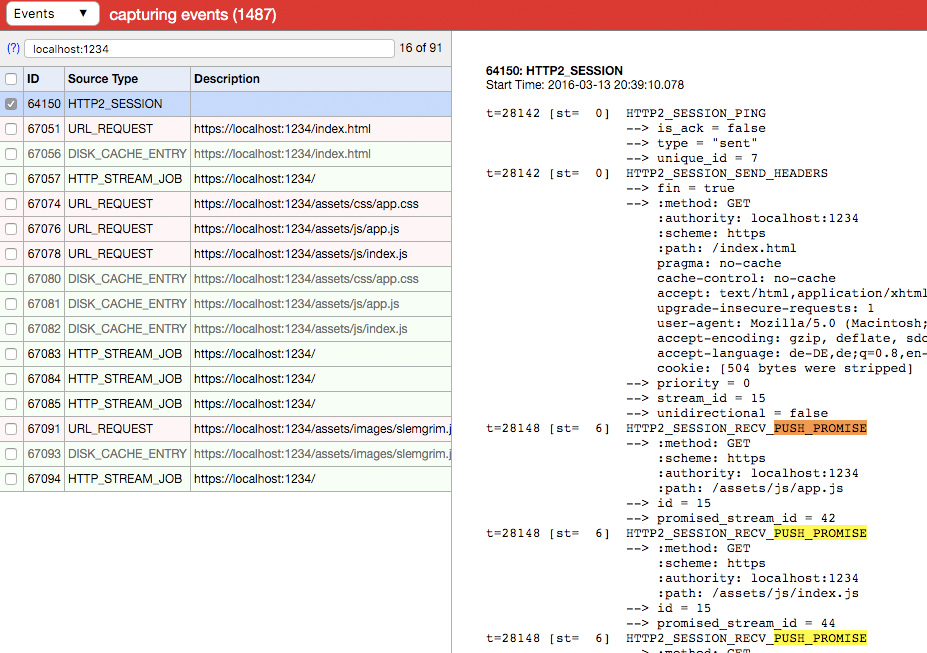 Events ▼ capturing events (1487)
(?) localhost:1234 16 of 91
ID Source Type Description
64150 HTTP2_SESSION
67051 URL_REQUEST https://localhost:1234/index.html
67056 DISK_CACHE_ENTRY https://localhost:1234/index.html
67057 HTTP_STREAM_JOB https://localhost:1234/
67074 URL_REQUEST https://localhost:1234/assets/css/app.css
67076 URL_REQUEST https://localhost:1234/assets/js/app.js
67078 URL_REQUEST https://localhost:1234/assets/js/index.js
67080 DISK_CACHE_ENTRY https://localhost:1234/assets/css/app.css
67081 DISK_CACHE_ENTRY https://localhost:1234/assets/js/app.js
67082 DISK_CACHE_ENTRY https://localhost:1234/assets/js/index.js
67083 HTTP_STREAM_JOB https://localhost:1234/
67084 HTTP_STREAM_JOB https://localhost:1234/
67085 HTTP_STREAM_JOB https://localhost:1234/
67091 URL_REQUEST https://localhost:1234/assets/images/slemgrim.j
67093 DISK_CACHE_ENTRY https://localhost:1234/assets/images/slemgrim.j
67094 HTTP_STREAM_JOB https://localhost:1234/
64150: HTTP2_SESSION
Start Time: 2016-03-13 20:39:10.078
t=28142 [st= 0] HTTP2_SESSION_PING
--> is_ack = false
--> type = "sent"
--> unique_id = 7
t=28142 [st= 0] HTTP2_SESSION_SEND_HEADERS
--> fin = true
--> :method: GET
:authority: localhost:1234
:scheme: https
:path: /index.html
pragma: no-cache
cache-control: no-cache
accept: text/html,application/xhtml
upgrade-insecure-requests: 1
user-agent: Mozilla/5.0 (Macintosh;
accept-encoding: gzip, deflate, sdc
accept-language: de-DE,de;q=0.8,en-
cookie: [504 bytes were stripped]
--> priority = 0
--> stream_id = 15
--> unidirectional = false
t=28148 [st= 6] HTTP2_SESSION_RECV_PUSH_PROMISE
--> :method: GET
:scheme: https
:authority: localhost:1234
:path: /assets/js/app.js
--> id = 15
--> promised_stream_id = 42
t=28148 [st= 6] HTTP2_SESSION_RECV_PUSH_PROMISE
--> :method: GET
:scheme: https
:authority: localhost:1234
:path: /assets/js/index.js
--> id = 15
--> promised_stream_id = 44
t=28148 [st= 6] HTTP2_SESSION_RECV_PUSH_PROMISE
--> :method: GET